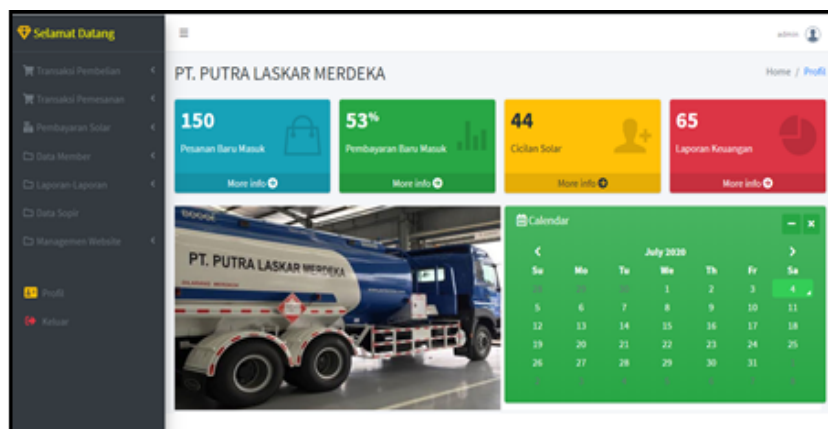 Selamat Datang
admin
Transaksi Pembelian
Transaksi Pemesanan
Pembayaran Solar
Data Member
Laporan-Laporan
Data Sopir
Managemen Website
Profil
Keluar
PT. PUTRA LASKAR MERDEKA
Home / Profil
150
Pesanan Baru Masuk
More info
53%
Pembayaran Baru Masuk
More info
44
Cicilan Solar
More info
65
Laporan Keuangan
More info
PT. PUTRA LASKAR MERDEKA
Calendar
July 2020
Su Mo Tu We Th Fr Sa
28 29 30 1 2 3 4
5 6 7 8 9 10 11
12 13 14 15 16 17 18
19 20 21 22 23 24 25
26 27 28 29 30 31